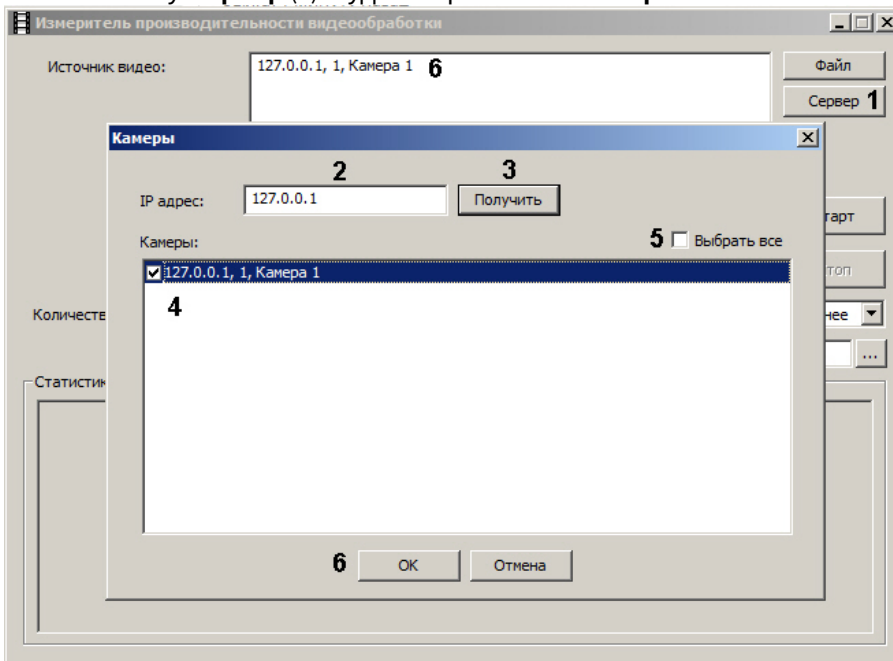 Измеритель производительности видеообработки
Источник видео:
127.0.0.1, 1, Камера 1 6
Файл
Сервер 1
Камеры
2 3
IP адрес:
127.0.0.1
Получить
тарт
Камеры:
5 Выбрать все
127.0.0.1, 1, Камера 1
топ
4
Количеств
нее
...
Статистик
6 OK Отмена